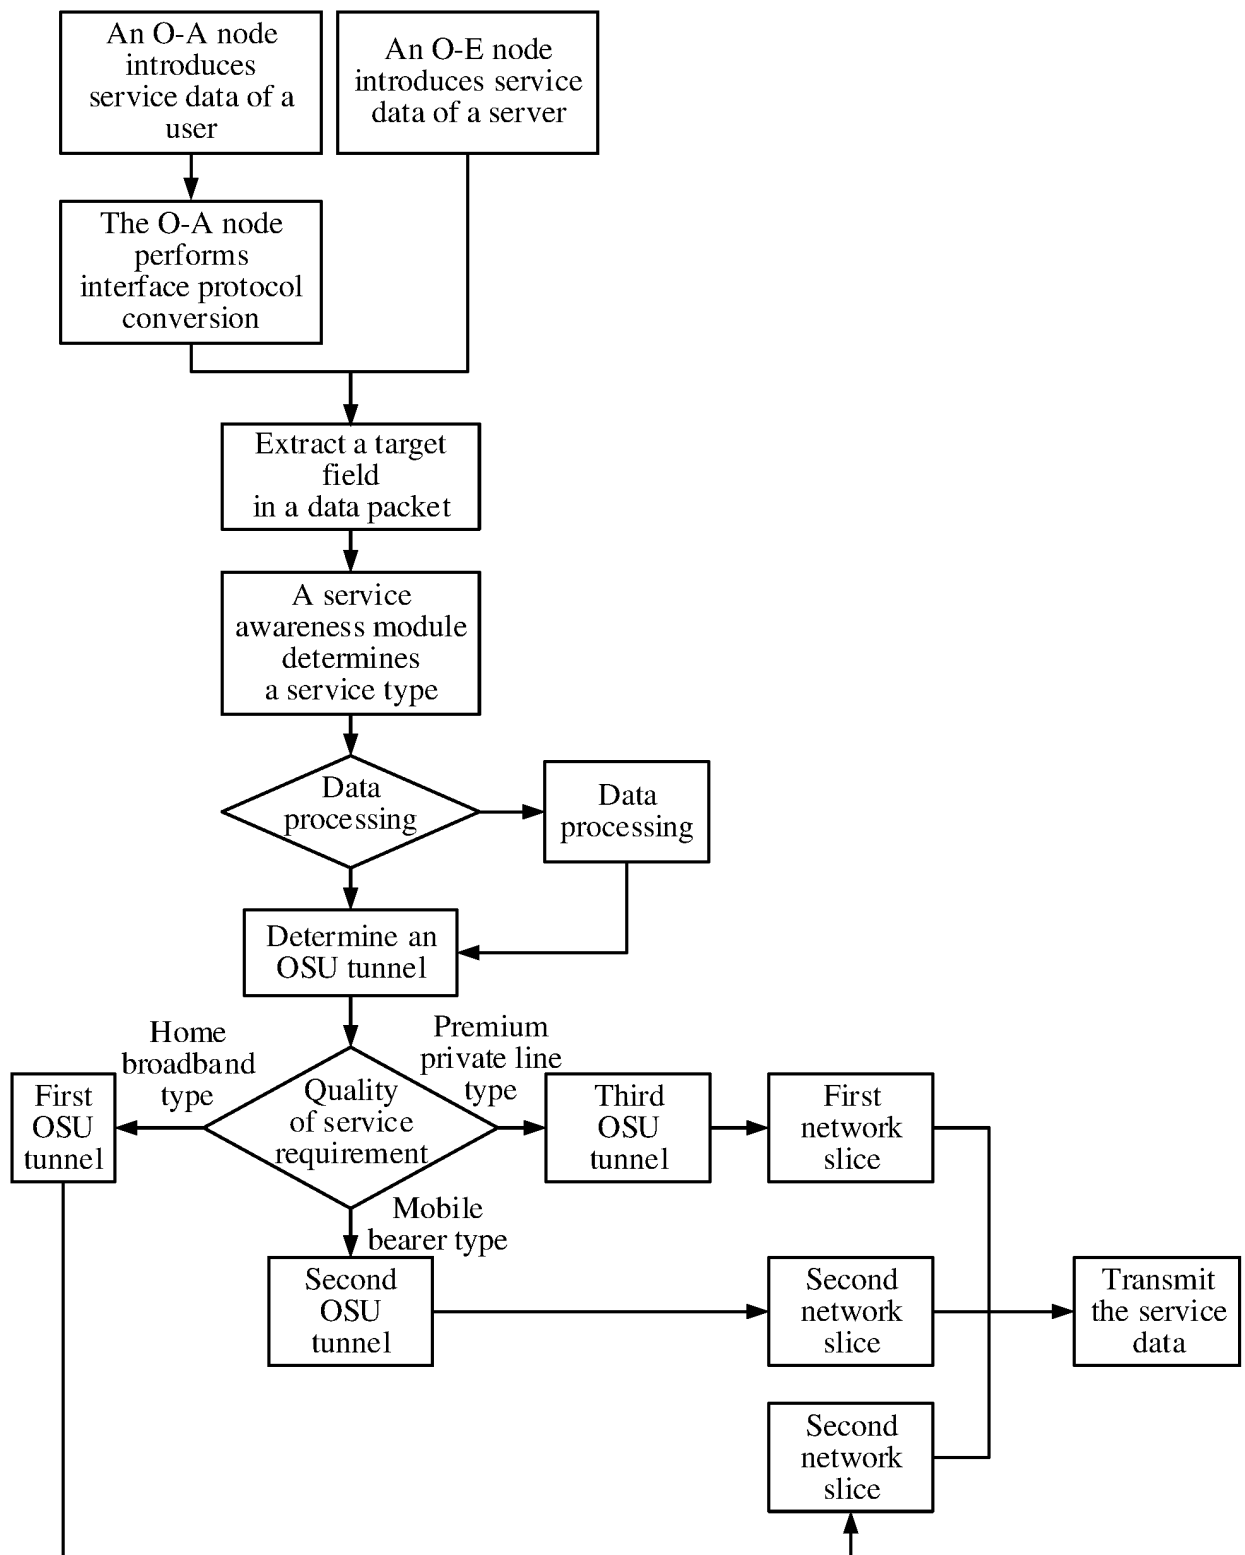 An O-A node
introduces
service data of a
user
An O-E node
introduces service
data of a server
The O-A node
performs
interface protocol
conversion
Extract a target
field
in a data packet
A service
awareness module
determines
a service type
Data
processing
Data
processing
Determine an
OSU tunnel
Home
broadband
type
Premium
private line
type
First
OSU
tunnel
Quality
of service
requirement
Third
OSU
tunnel
First
network
slice
Mobile
bearer type
Second
OSU
tunnel
Second
network
slice
Transmit
the service
data
Second
network
slice